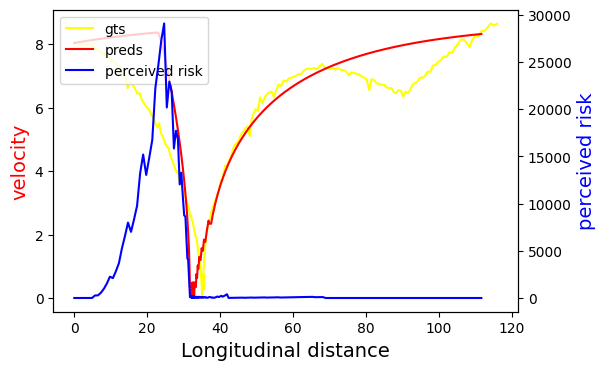 gts
preds
perceived risk
velocity
8
6
4
2
0
30000
25000
20000
15000
10000
5000
0
perceived risk
0 20 40 60 80 100 120
Longitudinal distance